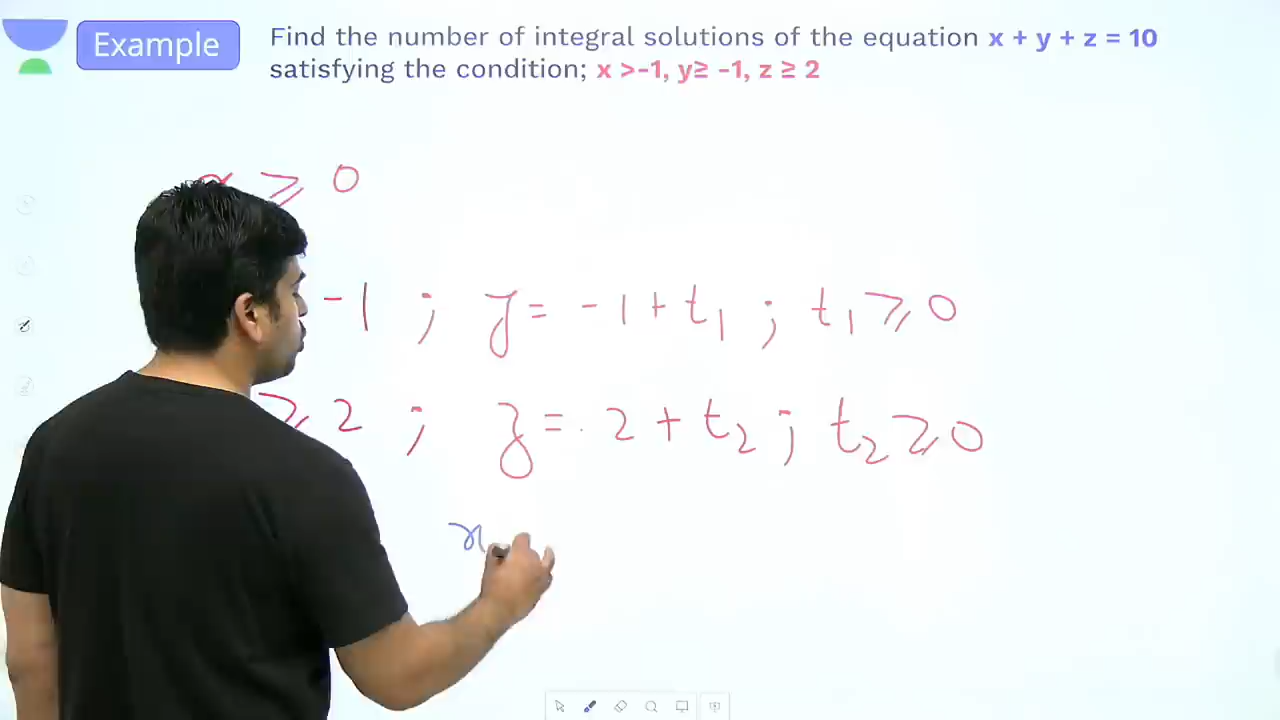 Example
Find the number of integral solutions of the equation x + y + z = 10
satisfying the condition; x >-1, y≥ -1, z ≥ 2
x ≥ 0
-1 ; y = -1 + t₁ ; t₁ ≥ 0
≥ 2 ; z = 2 + t₂ ; t₂ ≥ 0
x